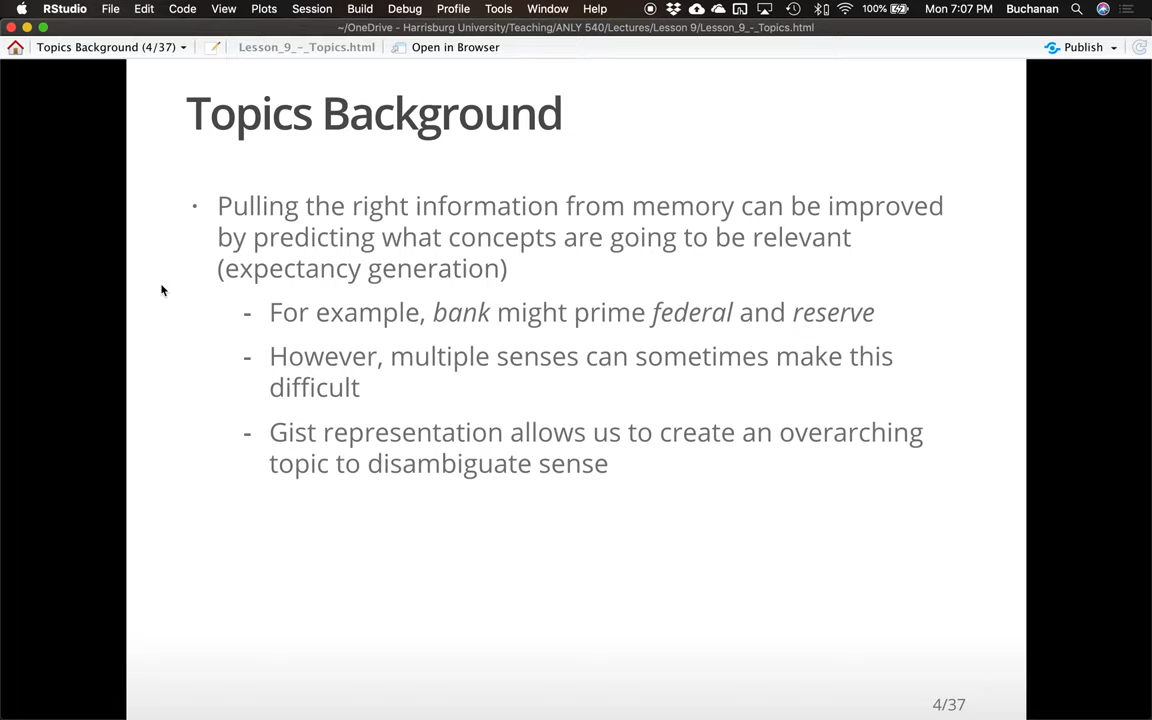 RStudio File Edit Code View Plots Session Build Debug Profile Tools Window Help 100% Mon 7:07 PM Buchanan
~/OneDrive - Harrisburg University/Teaching/ANLY 540/Lectures/Lesson 9/Lesson_9_-_Topics.html
Topics Background (4/37) Lesson_9_-_Topics.html Open in Browser Publish
Topics Background
· Pulling the right information from memory can be improved
by predicting what concepts are going to be relevant
(expectancy generation)
- For example, bank might prime federal and reserve
- However, multiple senses can sometimes make this
difficult
- Gist representation allows us to create an overarching
topic to disambiguate sense
4/37